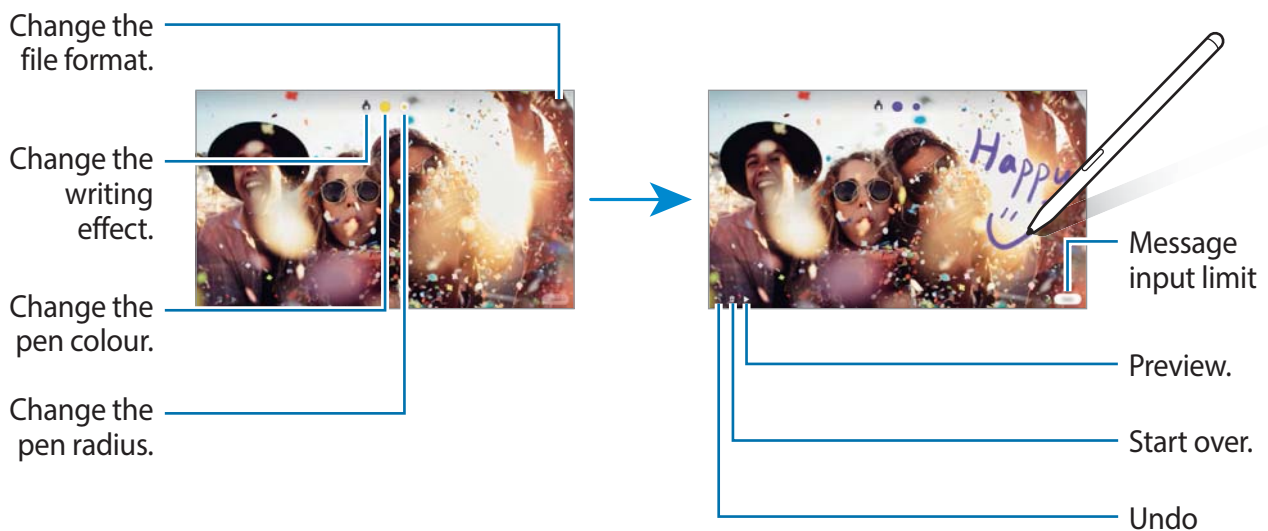 Change the
file format.
Change the
writing
effect.
Change the
pen colour.
Change the
pen radius.
Happy
Message
input limit
Preview.
Start over.
Undo